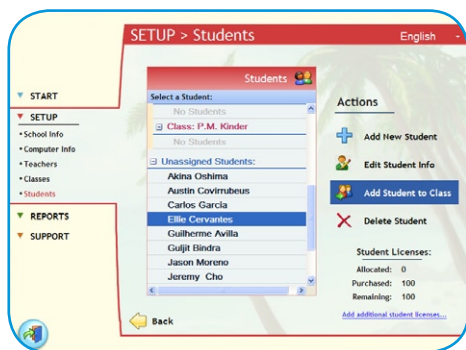 SETUP > Students
English -
START
SETUP
• School Info
• Computer Info
• Teachers
• Classes
• Students
REPORTS
SUPPORT
Students
Select a Student:
No Students
Class: P.M. Kinder
No Students
Unassigned Students:
Akina Oshima
Austin Covirrubeus
Carlos Garcia
Ellie Cervantes
Guilherme Avilla
Guljit Bindra
Jason Moreno
Jeremy Cho
Back
Actions
Add New Student
Edit Student Info
Add Student to Class
Delete Student
Student Licenses:
Allocated: 0
Purchased: 100
Remaining: 100
Add additional student licenses...